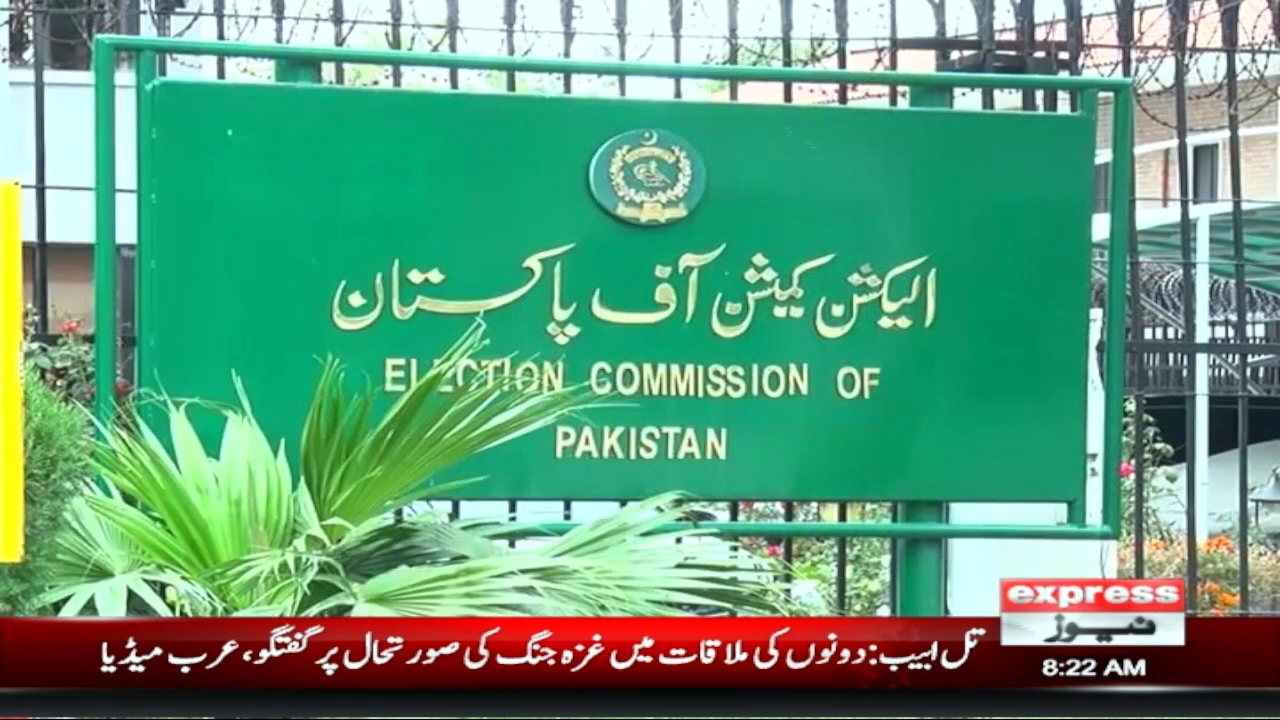 الیکشن کمیشن آف پاکستان
ELECTION COMMISSION OF
PAKISTAN
express
نیوز
8:22 AM
تل ابیب: دونوں کی ملاقات میں غزہ جنگ کی صورتحال پر گفتگو، عرب میڈیا